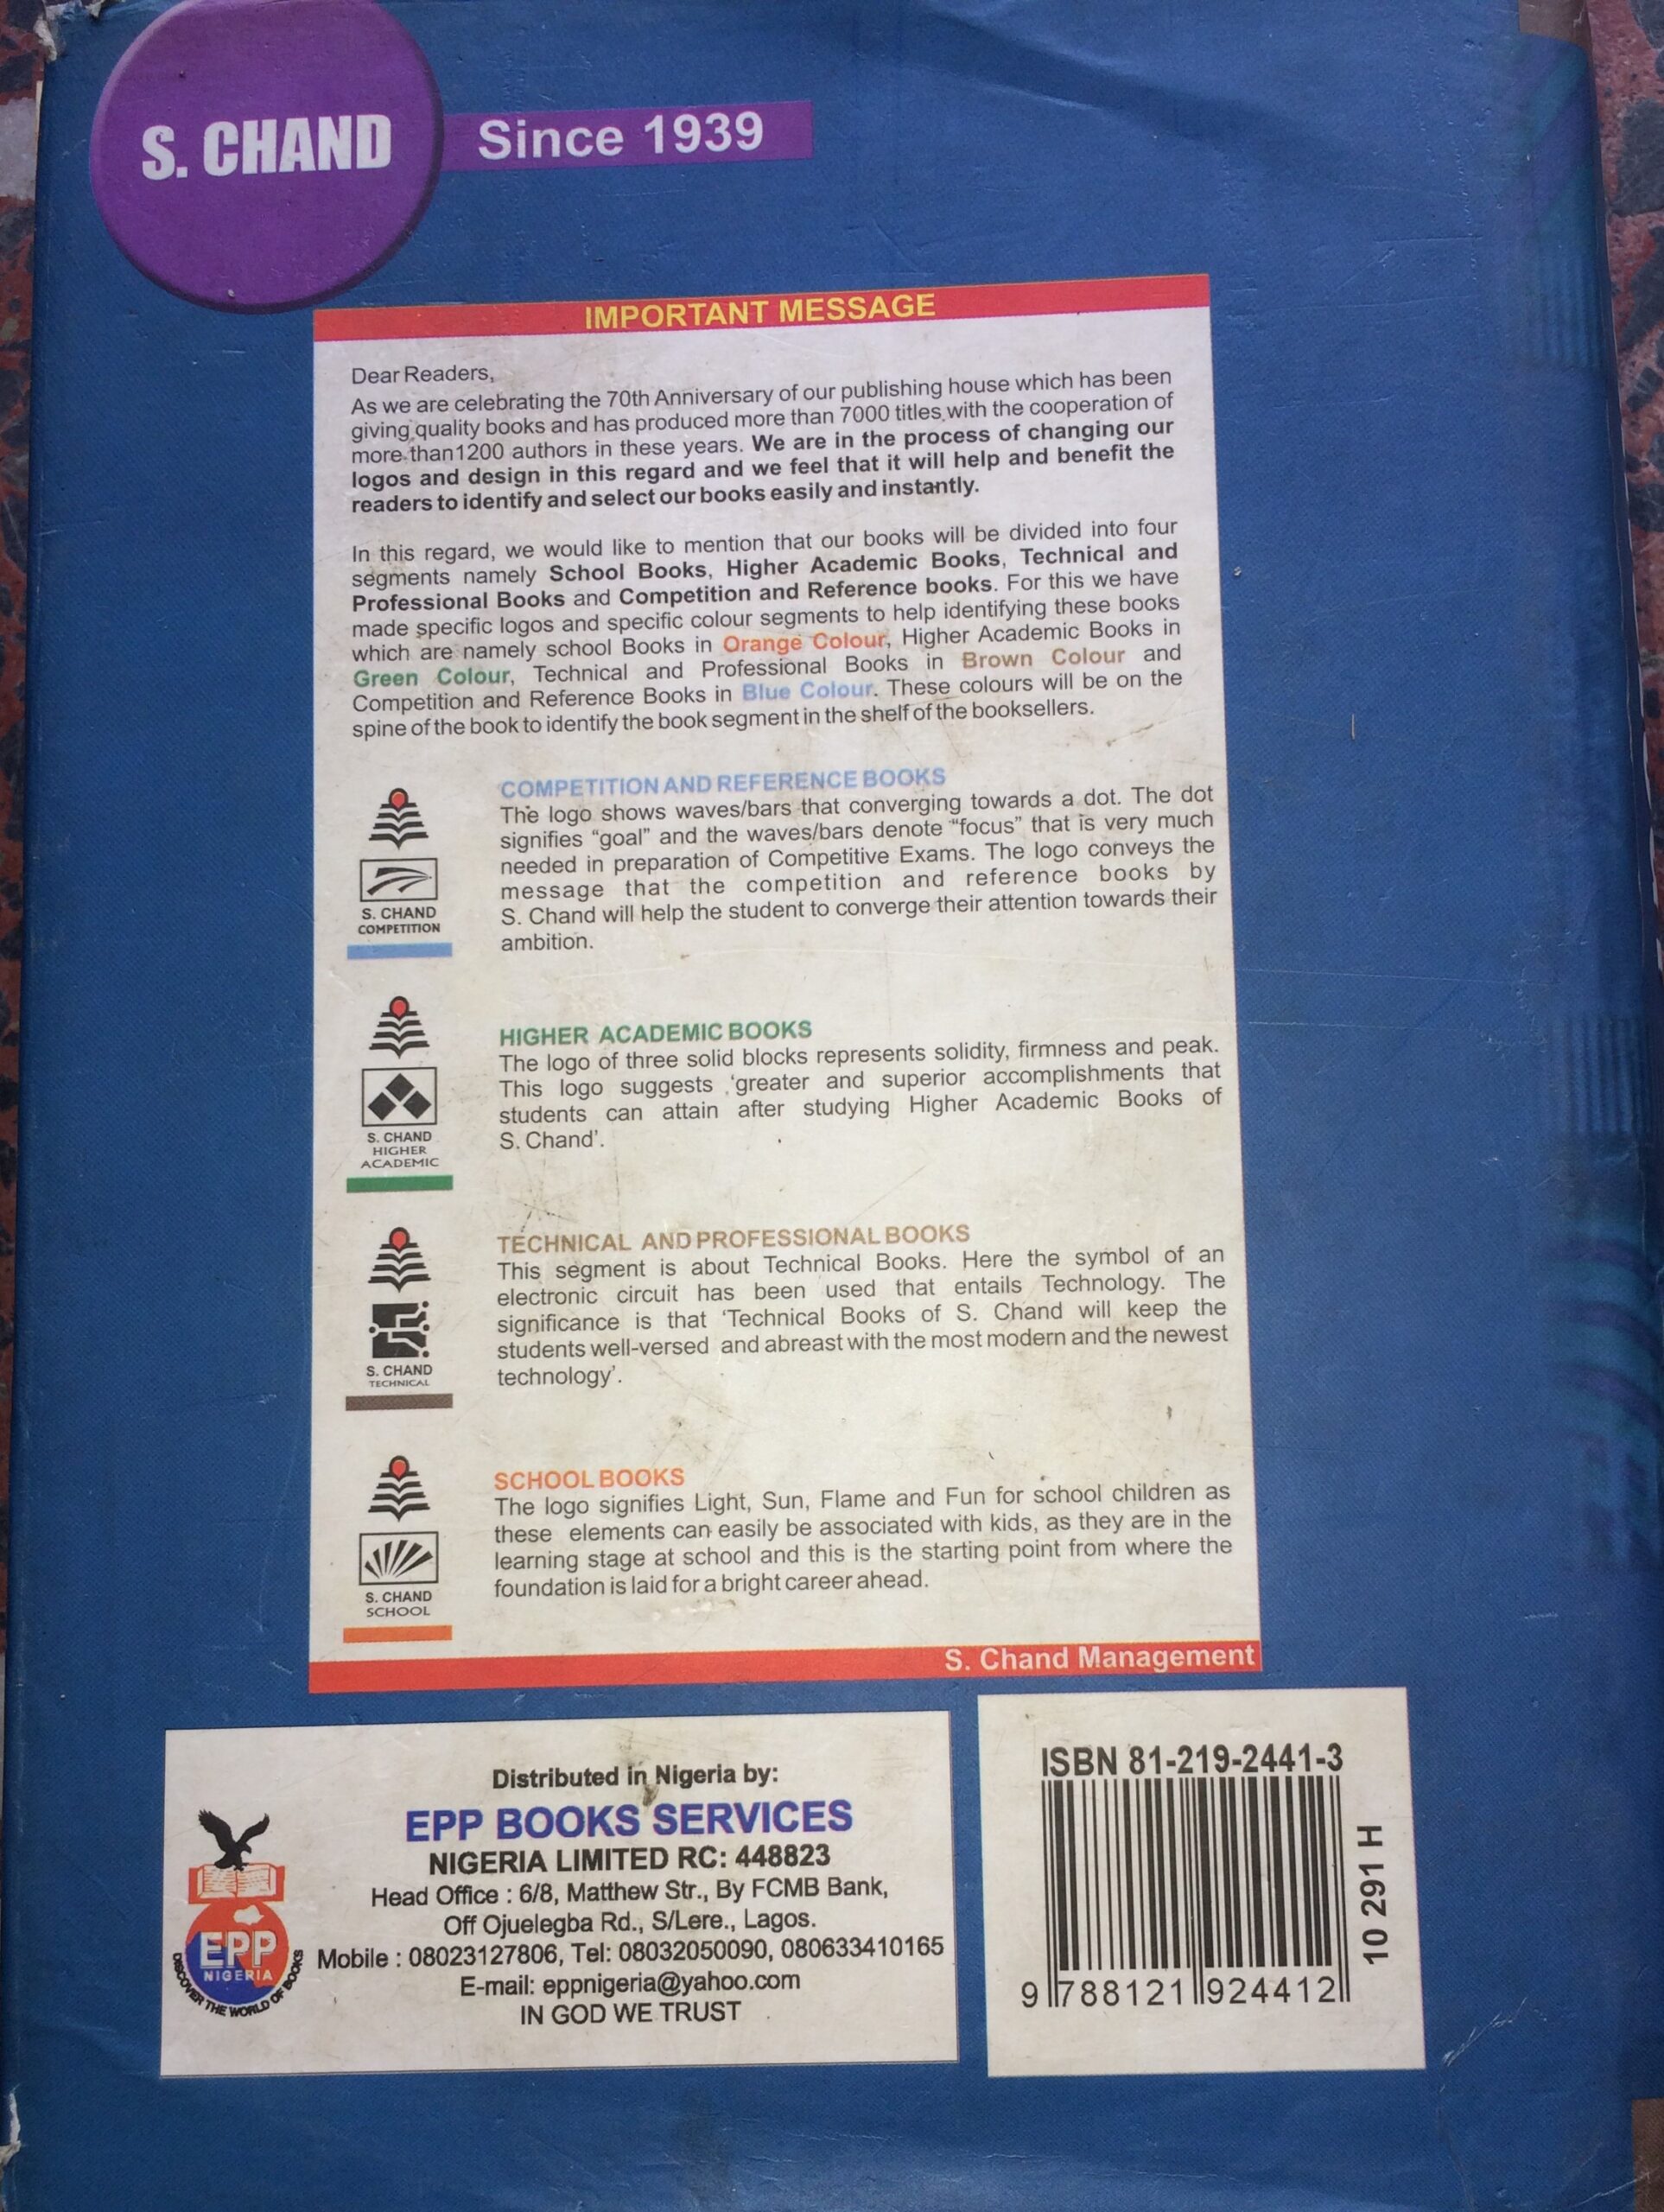 S. CHAND
Since 1939
IMPORTANT MESSAGE
Dear Readers,
As we are celebrating the 70th Anniversary of our publishing house which has been
giving quality books and has produced more than 7000 titles with the cooperation of
more than1200 authors in these years. We are in the process of changing our
logos and design in this regard and we feel that it will help and benefit the
readers to identify and select our books easily and instantly.
In this regard, we would like to mention that our books will be divided into four
segments namely School Books, Higher Academic Books, Technical and
Professional Books and Competition and Reference books. For this we have
made specific logos and specific colour segments to help identifying these books
which are namely school Books in Orange Colour, Higher Academic Books in
Green Colour, Technical and Professional Books in Brown Colour and
Competition and Reference Books in Blue Colour. These colours will be on the
spine of the book to identify the book segment in the shelf of the booksellers.
S. CHAND
COMPETITION
COMPETITION AND REFERENCE BOOKS
The logo shows waves/bars that converging towards a dot. The dot
signifies “goal” and the waves/bars denote “focus” that is very much
needed in preparation of Competitive Exams. The logo conveys the
message that the competition and reference books by
S. Chand will help the student to converge their attention towards their
ambition.
S. CHAND
HIGHER
ACADEMIC
HIGHER ACADEMIC BOOKS
The logo of three solid blocks represents solidity, firmness and peak.
This logo suggests ‘greater and superior accomplishments that
students can attain after studying Higher Academic Books of
S. Chand’.
S. CHAND
TECHNICAL
TECHNICAL AND PROFESSIONAL BOOKS
This segment is about Technical Books. Here the symbol of an
electronic circuit has been used that entails Technology. The
significance is that ‘Technical Books of S. Chand will keep the
students well-versed and abreast with the most modern and the newest
technology’.
S. CHAND
SCHOOL
SCHOOL BOOKS
The logo signifies Light, Sun, Flame and Fun for school children as
these elements can easily be associated with kids, as they are in the
learning stage at school and this is the starting point from where the
foundation is laid for a bright career ahead.
S. Chand Management
EPP
NIGERIA
DISCOVER THE WORLD OF BOOKS
Distributed in Nigeria by:
EPP BOOKS SERVICES
NIGERIA LIMITED RC: 448823
Head Office : 6/8, Matthew Str., By FCMB Bank,
Off Ojuelegba Rd., S/Lere., Lagos.
Mobile : 08023127806, Tel: 08032050090, 080633410165
E-mail: eppnigeria@yahoo.com
IN GOD WE TRUST
ISBN 81-219-2441-3
9 788121 924412
10 291 H